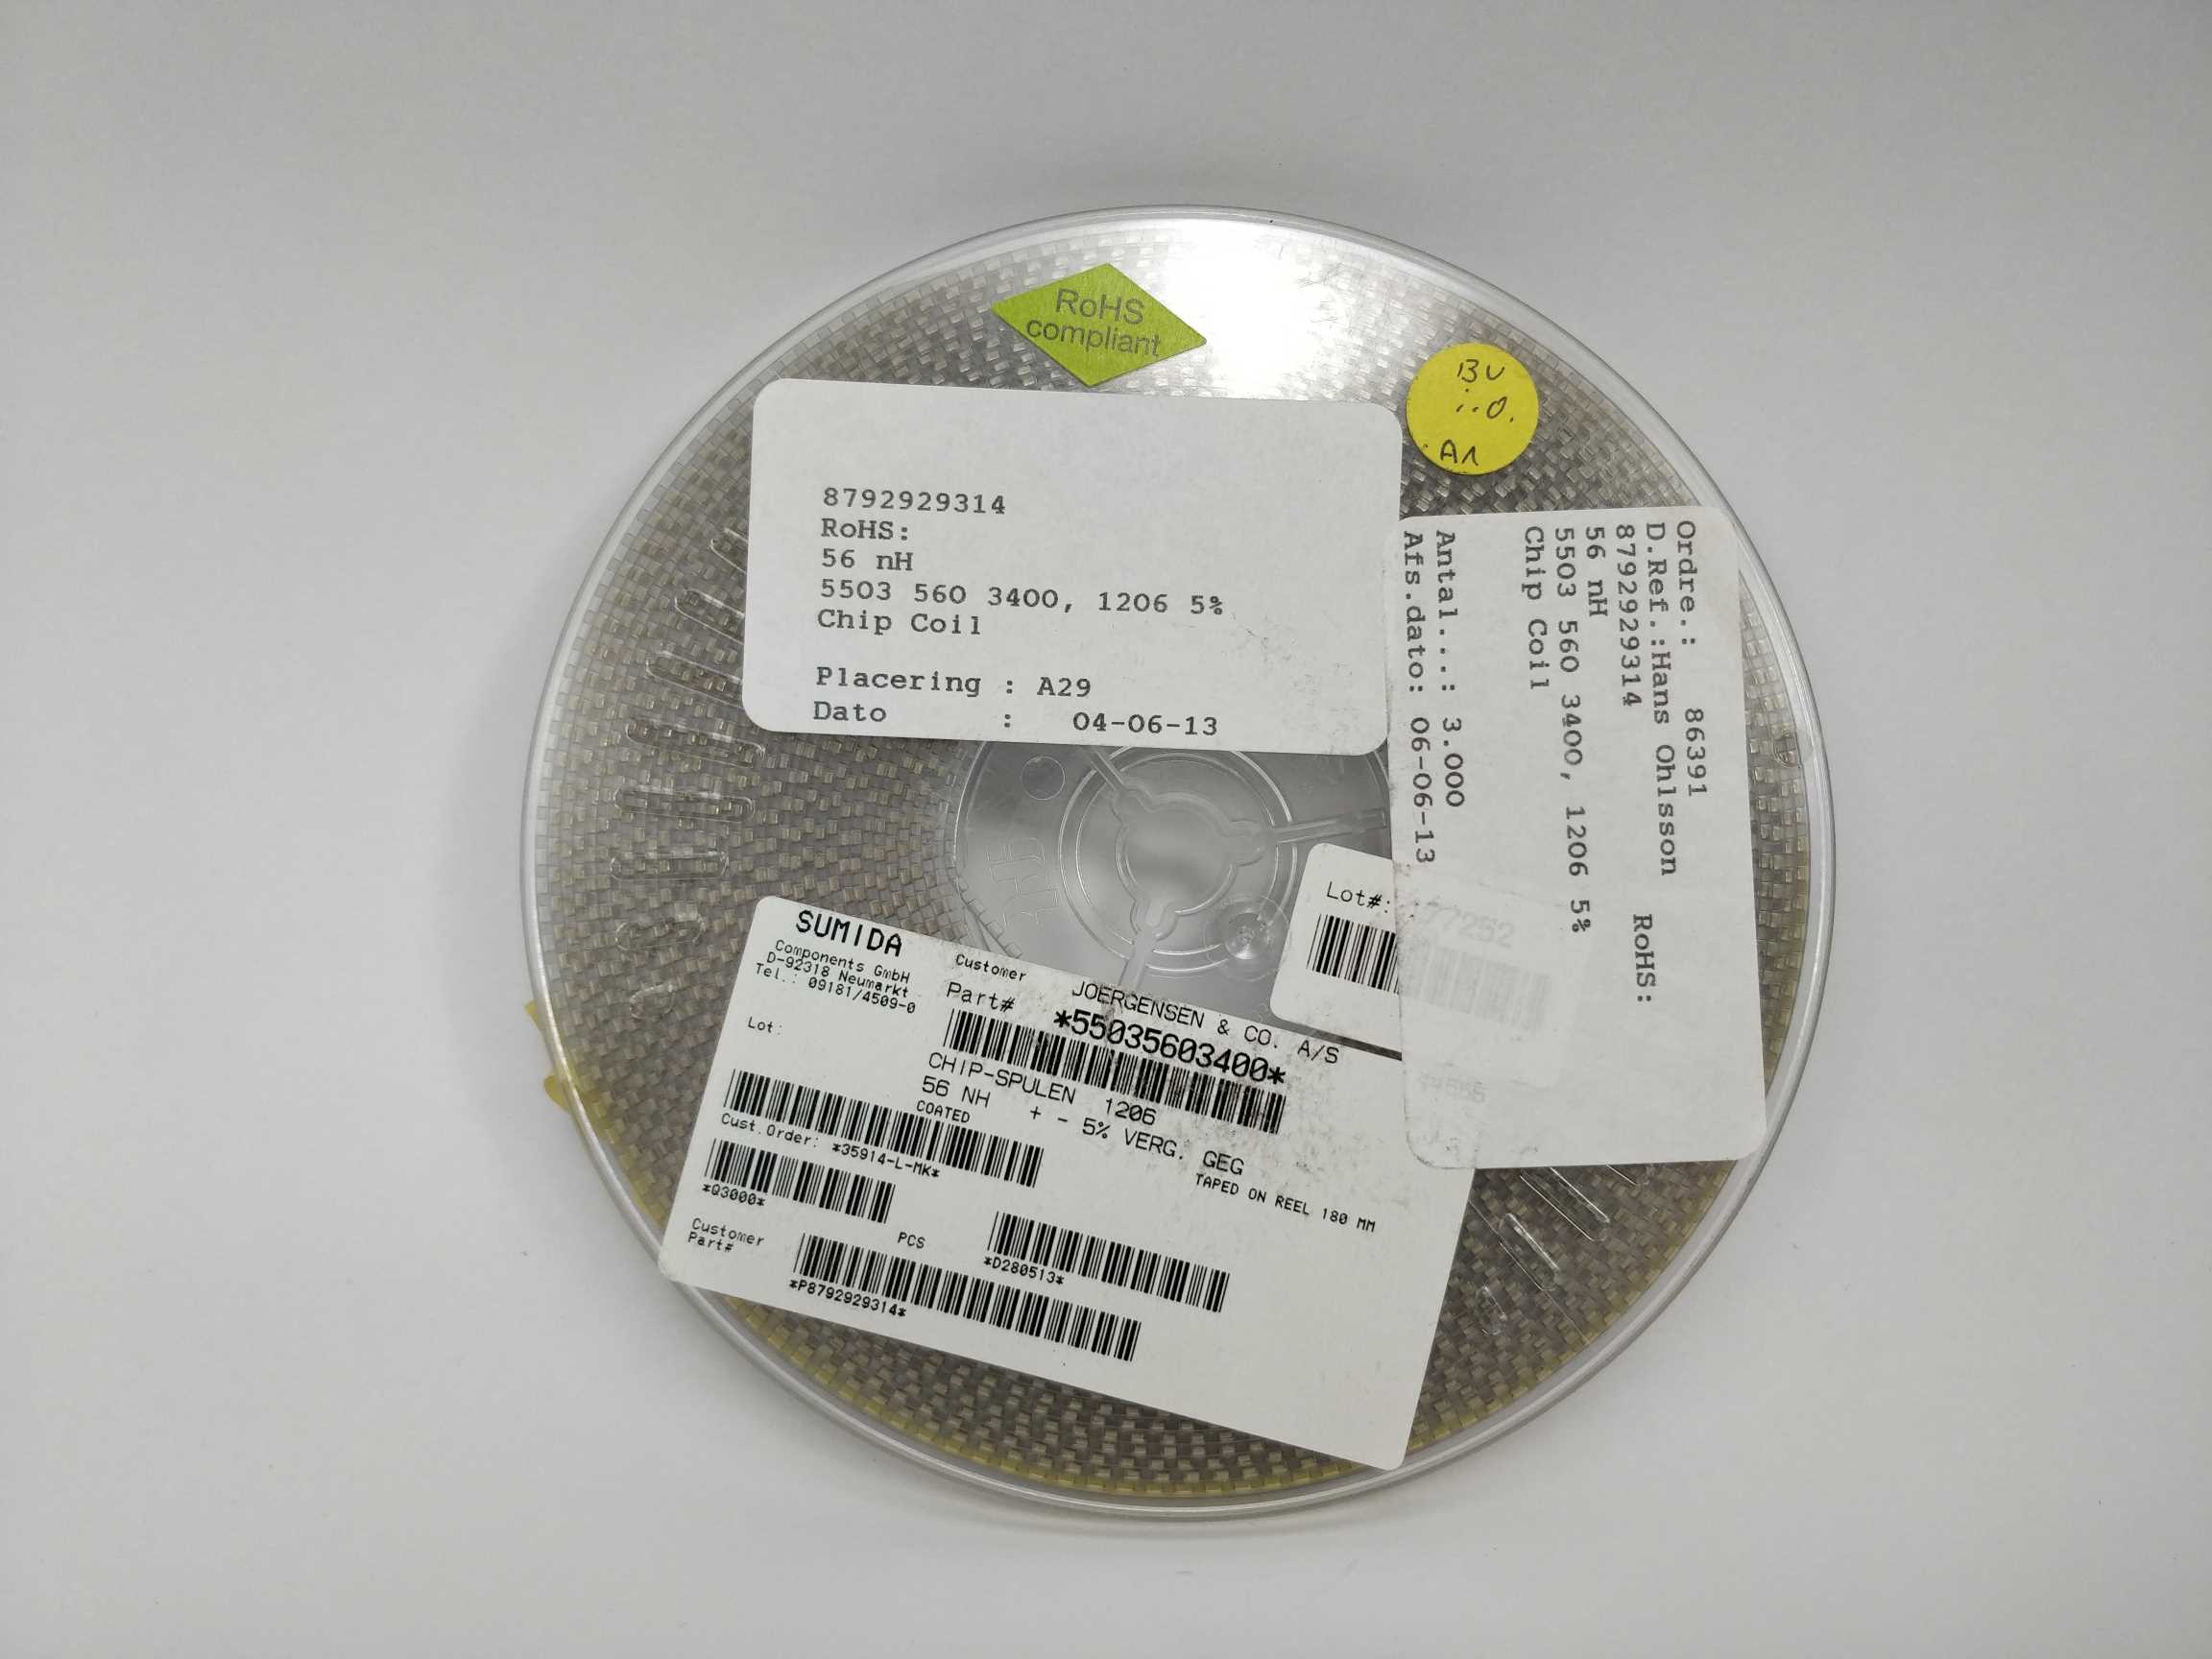 RoHS
compliant
BU
8792929314
RoHS:
56 nH
5503 560 3400, 1206 5%
Chip Coil
Placering : A29
Dato : 04-06-13
Ordre.: 86391
D.Ref.:Hans Ohlsson
8792929314 RoHS:
56 nH
5503 560 3400, 1206 5%
Chip Coil
Antal...: 3.000
Afs.dato: 06-06-13
Lot#:
SUMIDA
Components GmbH
D-92318 Neumarkt
Tel.: 09181/4509-0
Customer JOERGENSEN & CO. A/S
Part# *55035603400*
Lot:
CHIP-SPULEN 1206
56 NH + - 5% VERG. GEG
COATED
TAPED ON REEL 180 MM
Cust.Order: *35914-L-MK*
*Q3000*
PCS
*D280513*
Customer
Part#
*P8792929314*